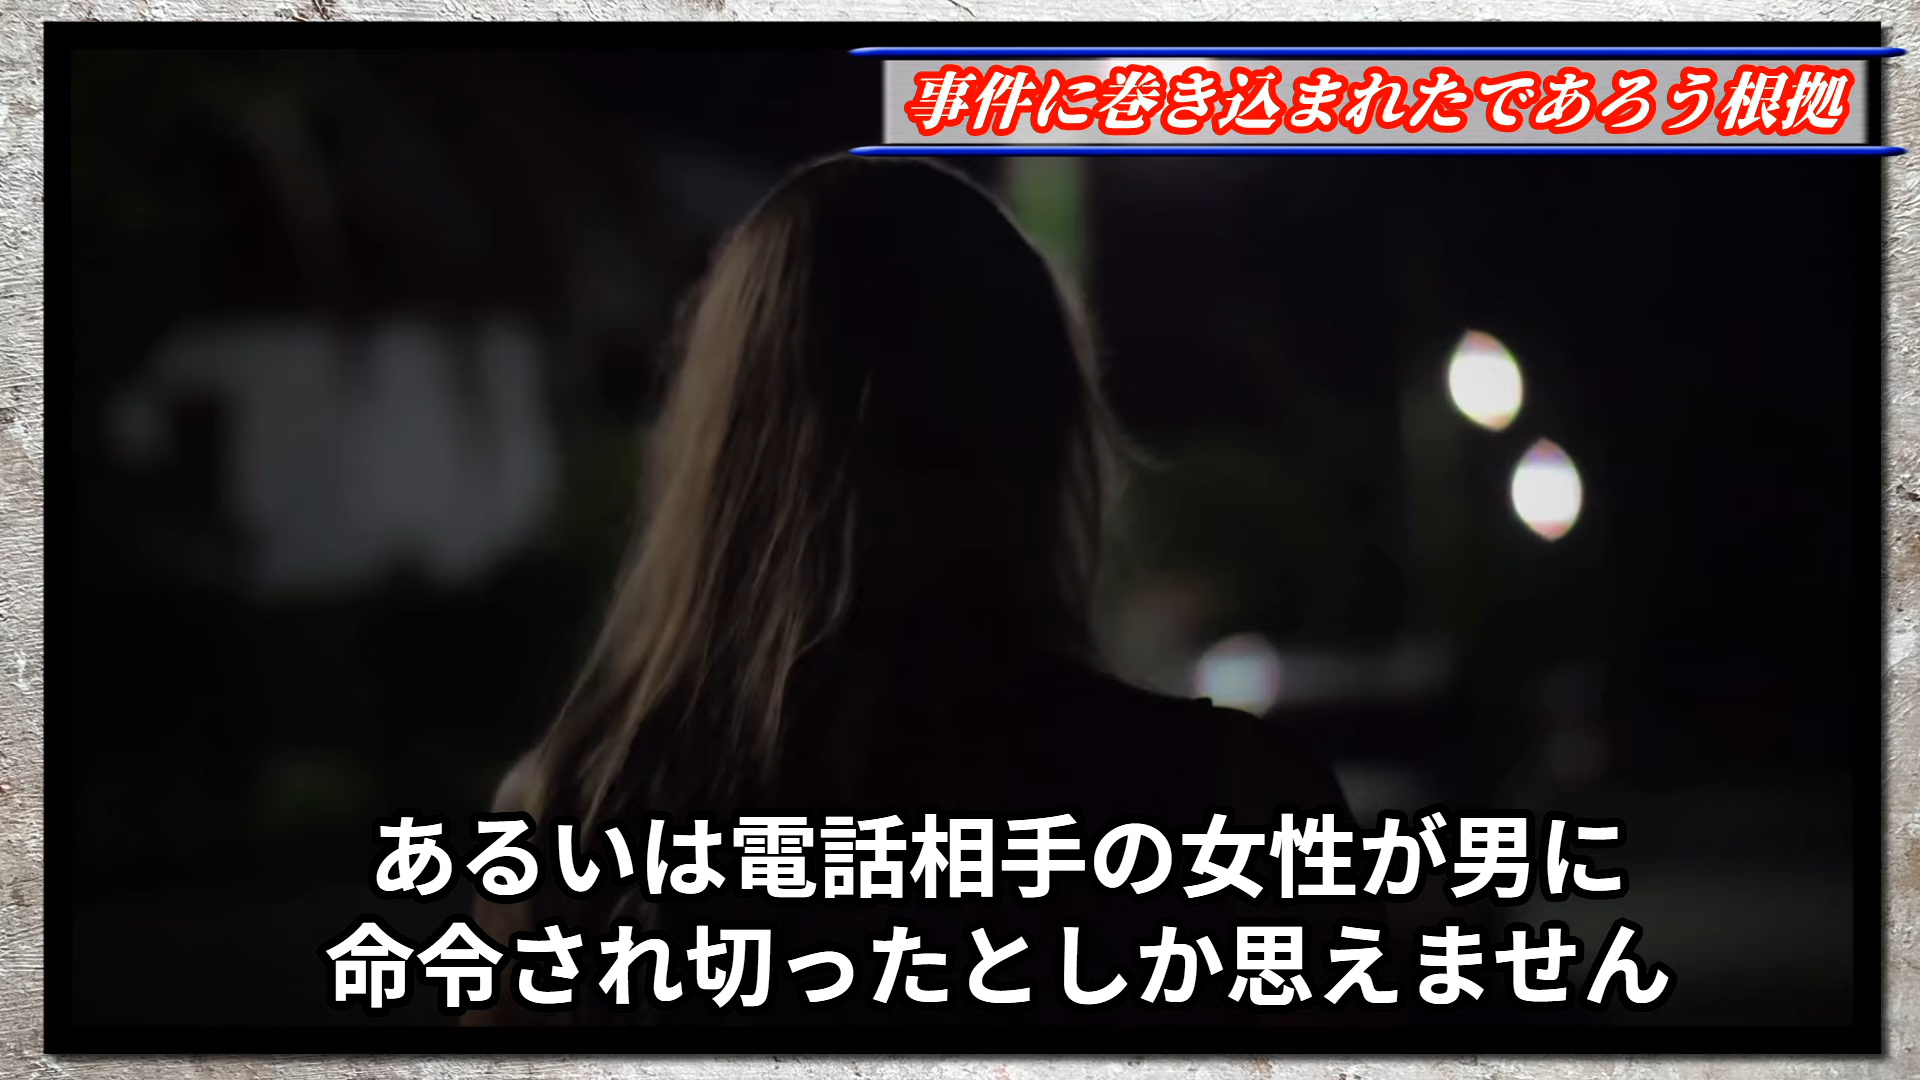 事件に巻き込まれたであろう根拠
あるいは電話相手の女性が男に
命令され切ったとしか思えません